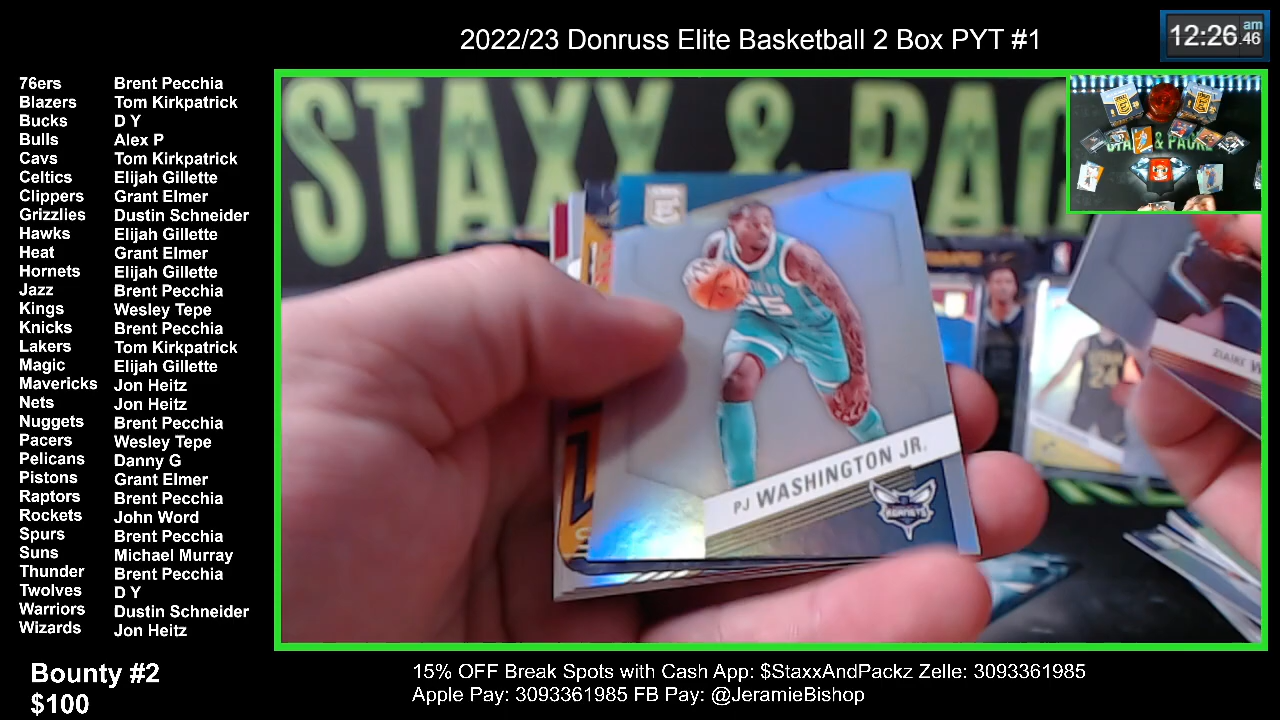 2022/23 Donruss Elite Basketball 2 Box PYT #1
12:26.46 am
76ers Brent Pecchia
Blazers Tom Kirkpatrick
Bucks D Y
Bulls Alex P
Cavs Tom Kirkpatrick
Celtics Elijah Gillette
Clippers Grant Elmer
Grizzlies Dustin Schneider
Hawks Elijah Gillette
Heat Grant Elmer
Hornets Elijah Gillette
Jazz Brent Pecchia
Kings Wesley Tepe
Knicks Brent Pecchia
Lakers Tom Kirkpatrick
Magic Elijah Gillette
Mavericks Jon Heitz
Nets Jon Heitz
Nuggets Brent Pecchia
Pacers Wesley Tepe
Pelicans Danny G
Pistons Grant Elmer
Raptors Brent Pecchia
Rockets John Word
Spurs Brent Pecchia
Suns Michael Murray
Thunder Brent Pecchia
Twolves D Y
Warriors Dustin Schneider
Wizards Jon Heitz
Bounty #2
$100
STAXX & PAC
25
PJ WASHINGTON JR.
HORNETS
ZIAIRE W
24
15% OFF Break Spots with Cash App: $StaxxAndPackz Zelle: 3093361985
Apple Pay: 3093361985 FB Pay: @JeramieBishop